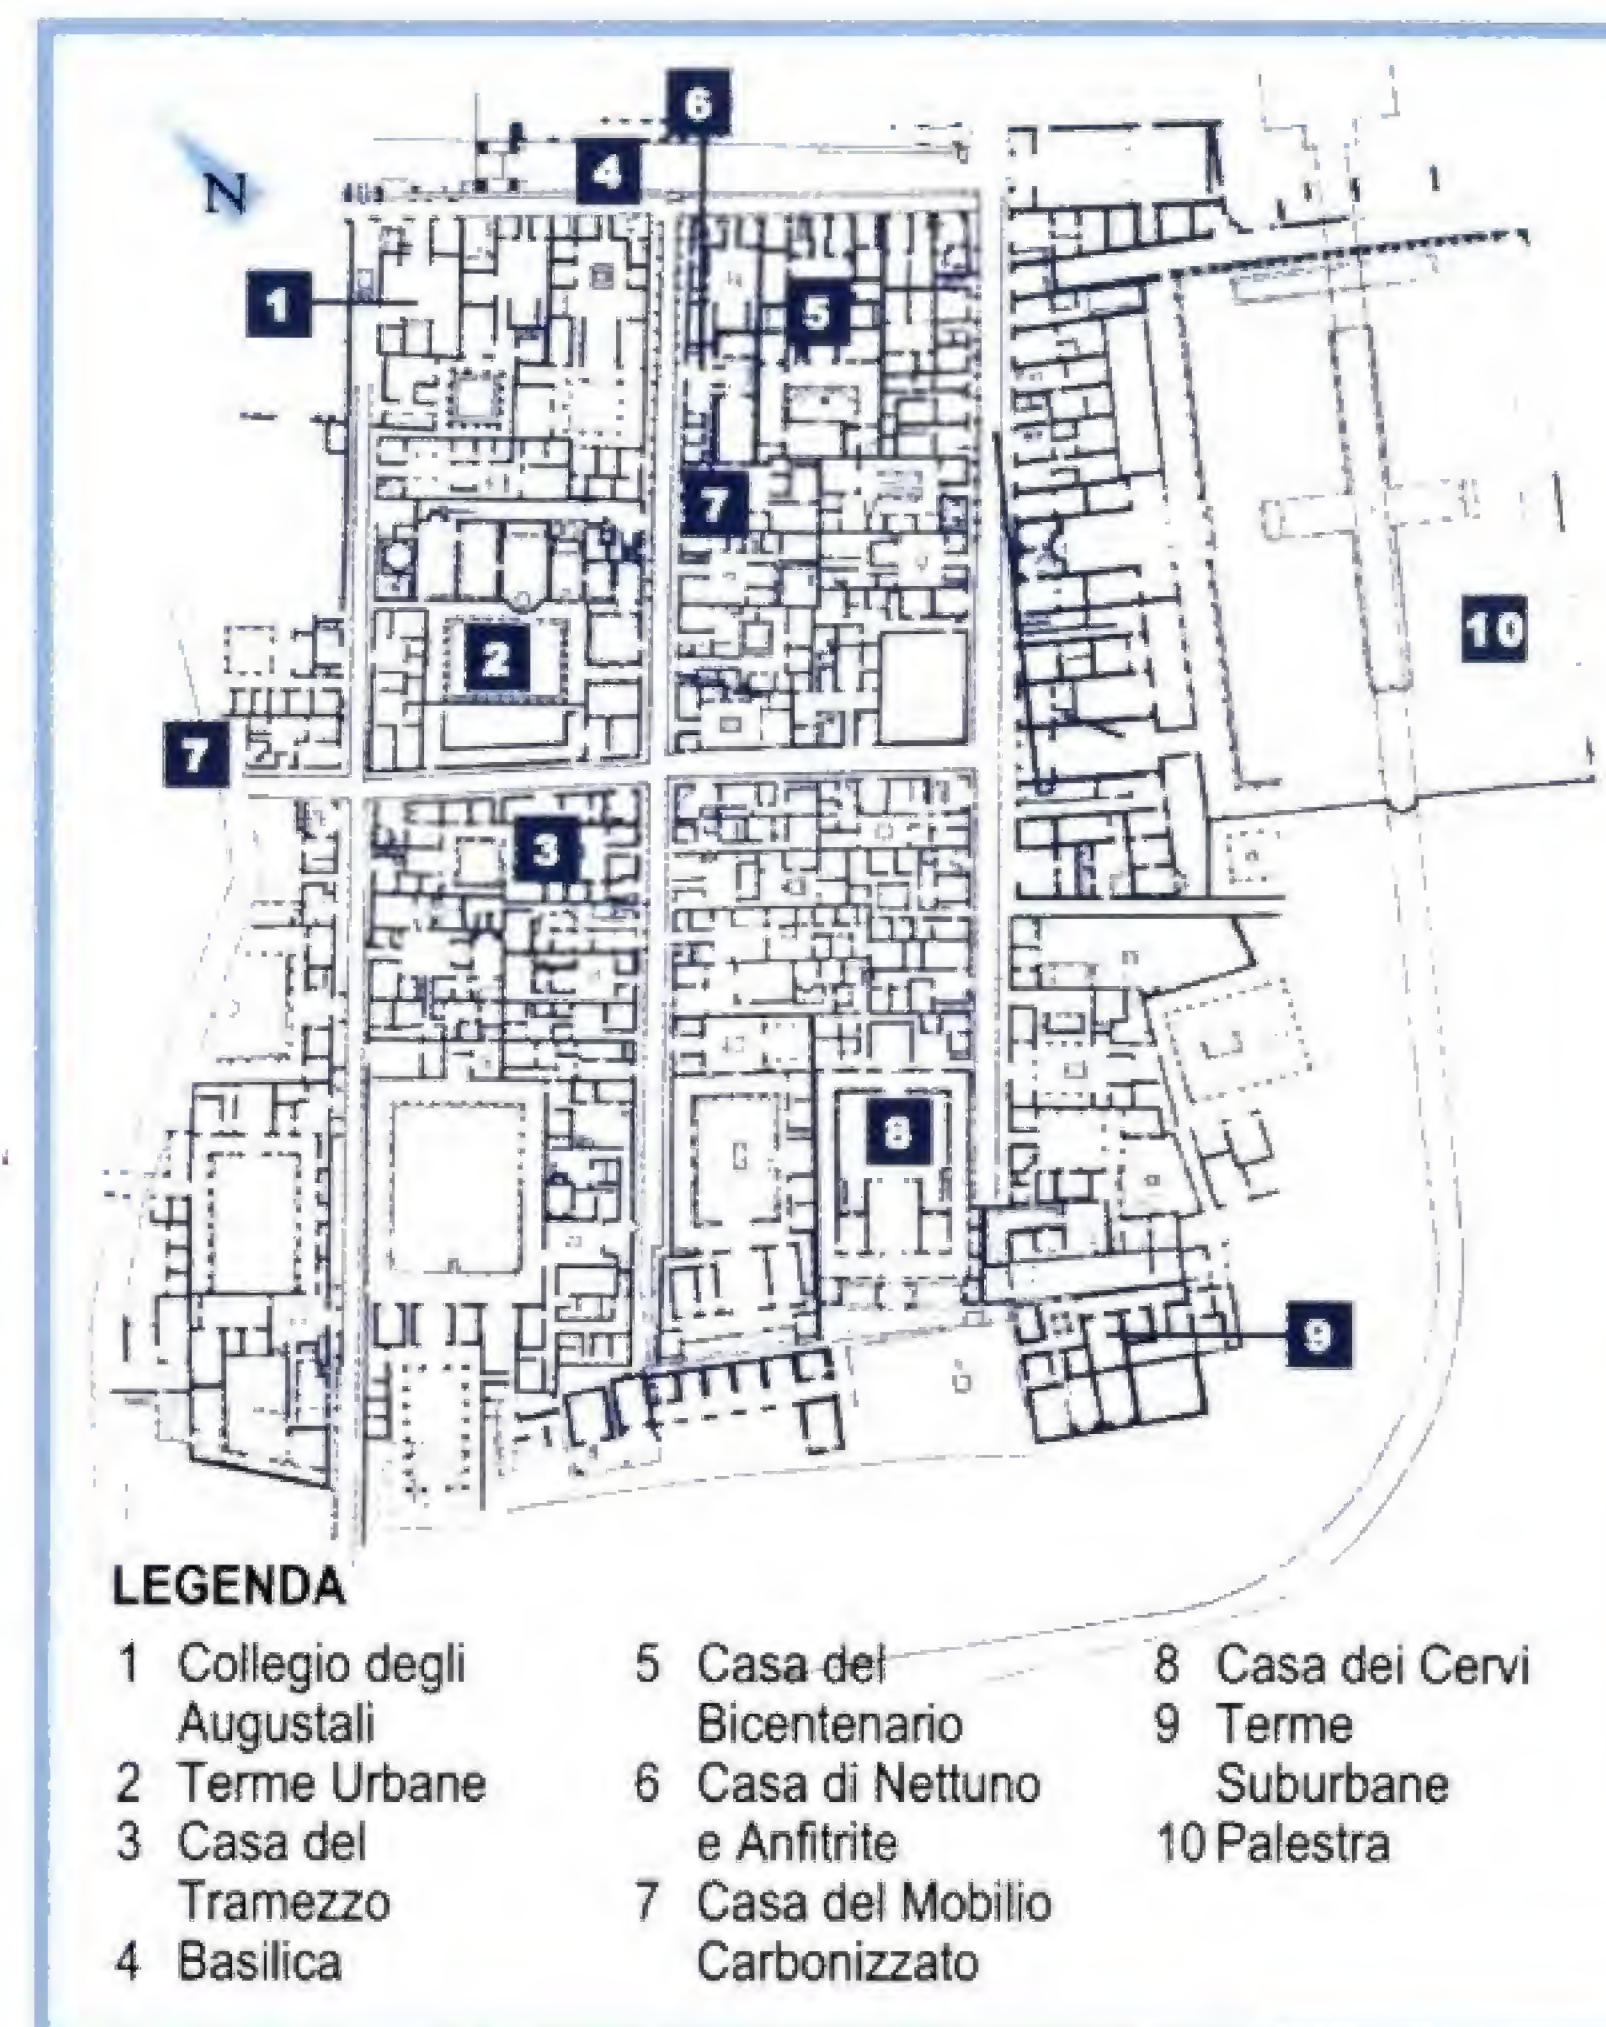 6
4
N
1
5
7
2
10
7
3
8
9
LEGENDA
1 Collegio degli
Augustali
2 Terme Urbane
3 Casa del
Tramezzo
4 Basilica
5 Casa del
Bicentenario
6 Casa di Nettuno
e Anfitrite
7 Casa del Mobilio
Carbonizzato
8 Casa dei Cervi
9 Terme
Suburbane
10 Palestra